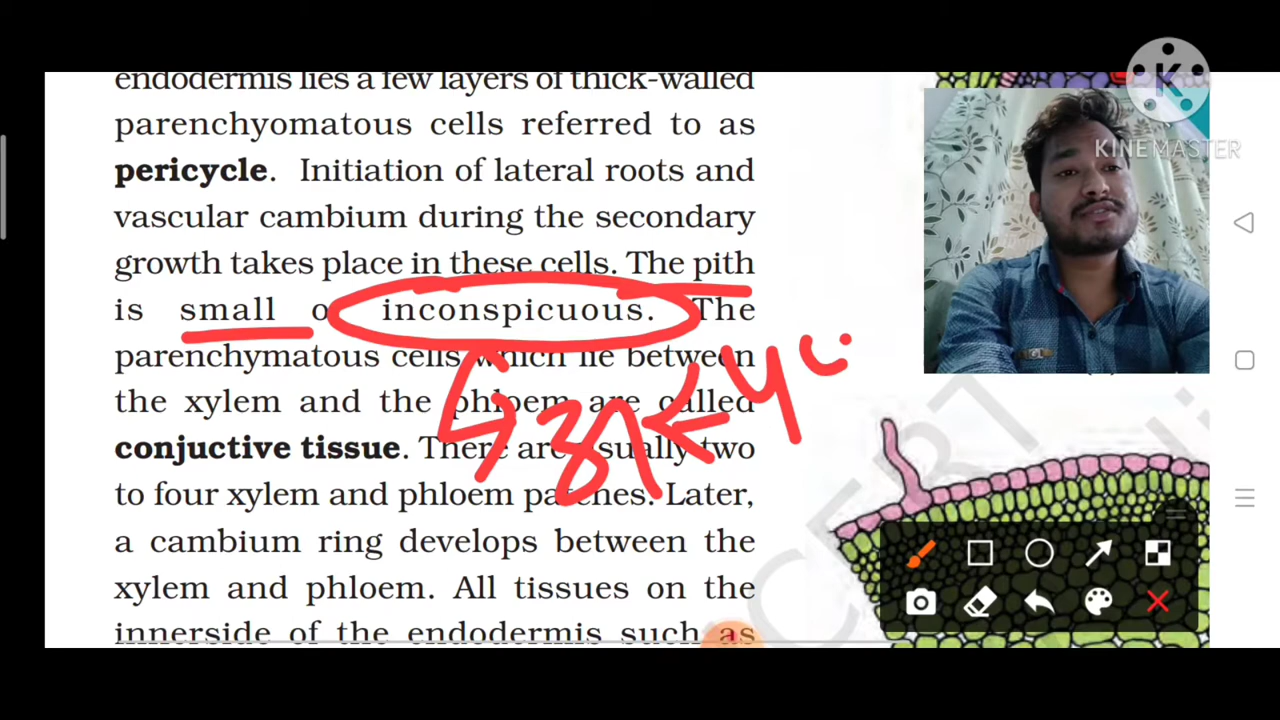 endodermis lies a few layers of thick-walled
parenchyomatous cells referred to as
pericycle. Initiation of lateral roots and
vascular cambium during the secondary
growth takes place in these cells. The pith
is small o inconspicuous. The
parenchymatous cells which lie between
the xylem and the phloem are called
conjuctive tissue. There are usually two
to four xylem and phloem patches. Later,
a cambium ring develops between the
xylem and phloem. All tissues on the
innerside of the endodermis such as
K
KINEMASTER
NCERT